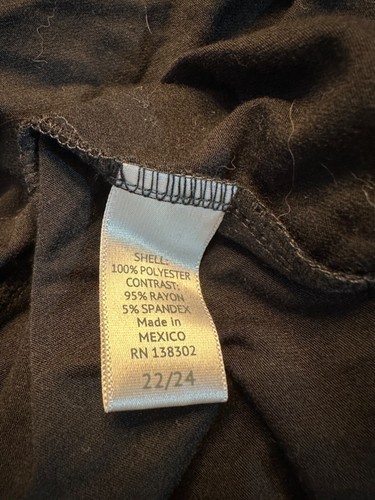 SHELL:
100% POLYESTER
CONTRAST:
95% RAYON
5% SPANDEX
Made in
MEXICO
RN 138302
22/24